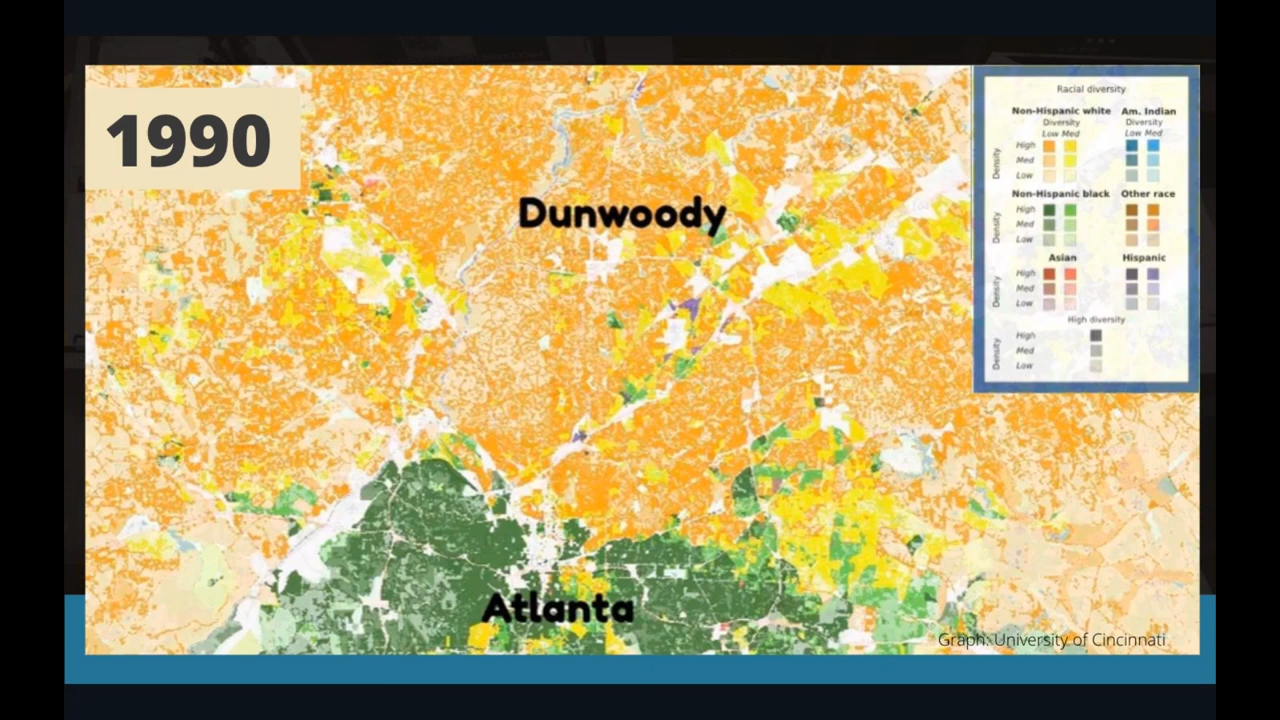 1990
Dunwoody
Atlanta
Racial diversity
Non-Hispanic white Am. Indian
Diversity Diversity
Low Med Low Med
Density
High
Med
Low
Non-Hispanic black Other race
Density
High
Med
Low
Asian Hispanic
Density
High
Med
Low
High diversity
Density
High
Med
Low
Graph: University of Cincinnati